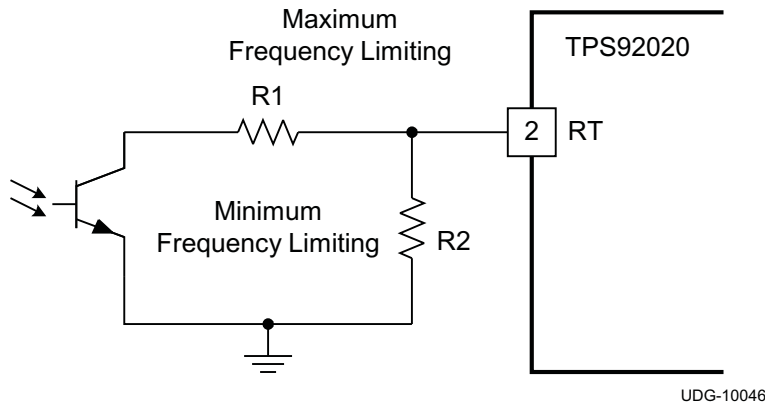 Maximum
Frequency Limiting
TPS92020
R1
2 RT
Minimum
Frequency Limiting
R2
UDG-10046